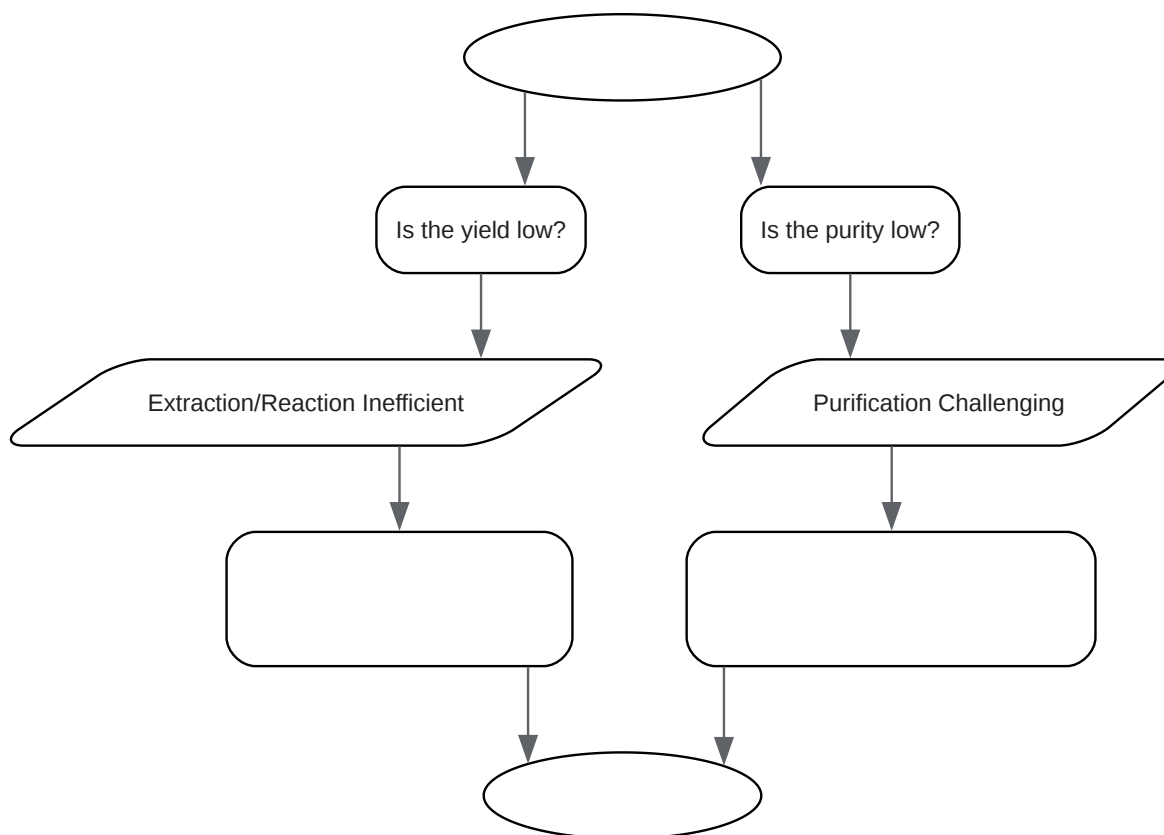 Is the yield low?
Is the purity low?
Extraction/Reaction Inefficient
Purification Challenging